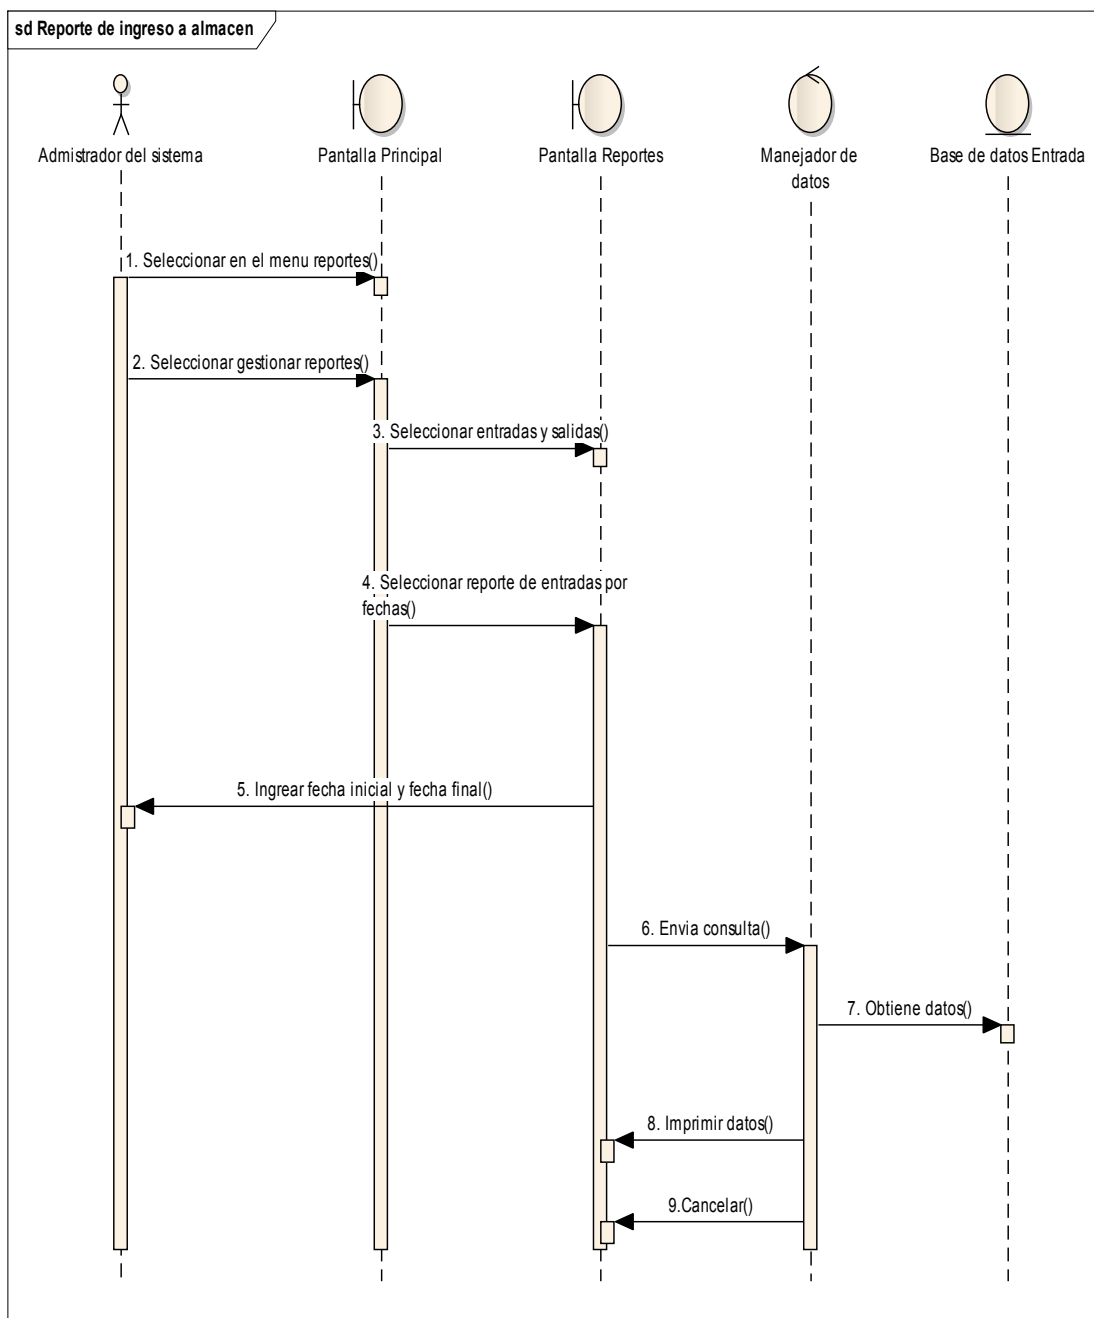 sd Reporte de ingreso a almacen
Admistrador del sistema
Pantalla Principal
Pantalla Reportes
Manejador de
datos
Base de datos Entrada
1. Seleccionar en el menu reportes()
2. Seleccionar gestionar reportes()
3. Seleccionar entradas y salidas()
4. Seleccionar reporte de entradas por
fechas()
5. Ingrear fecha inicial y fecha final()
6. Envia consulta()
7. Obtiene datos()
8. Imprimir datos()
9.Cancelar()